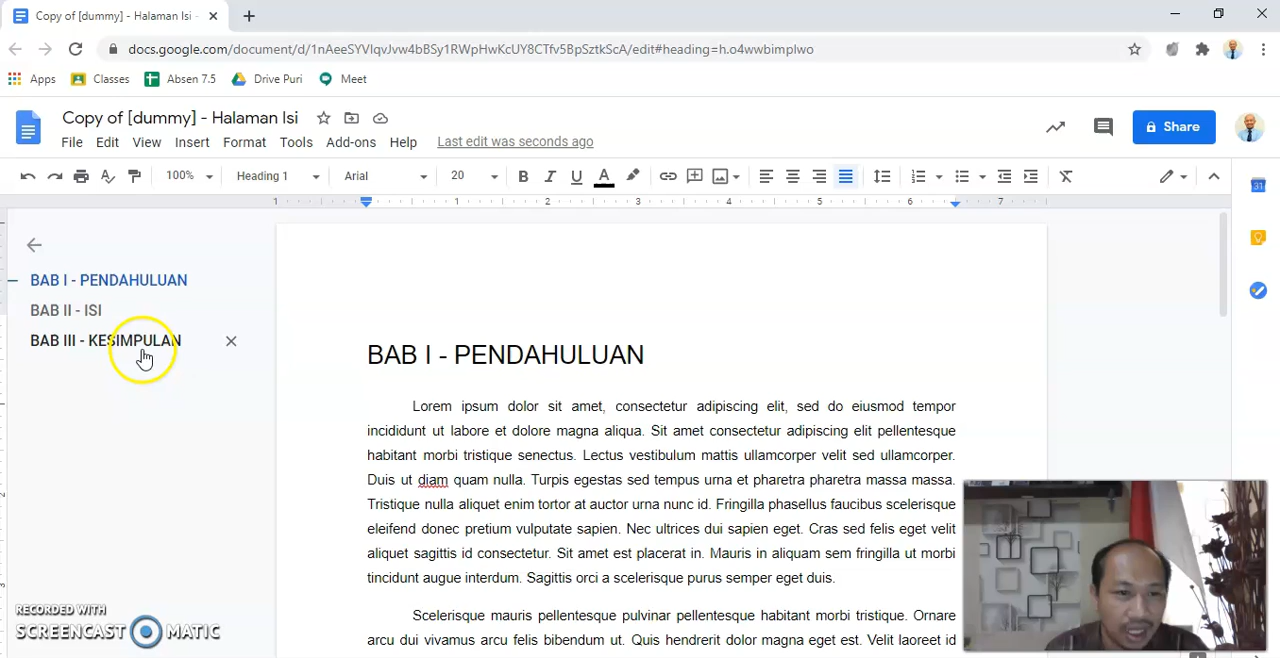 Copy of [dummy] - Halaman Isi -
docs.google.com/document/d/1nAeeSYVIqvJvw4bBSy1RWpHwKcUY8CTfv5BpSztkScA/edit#heading=h.o4wwbimplwo
Apps Classes Absen 7.5 Drive Puri Meet
Copy of [dummy] - Halaman Isi
Share
File Edit View Insert Format Tools Add-ons Help Last edit was seconds ago
100% Heading 1 Arial 20 B I U A
1 1 2 3 4 5 6 7
31
BAB I - PENDAHULUAN
BAB II - ISI
BAB III - KESIMPULAN
BAB I - PENDAHULUAN
Lorem ipsum dolor sit amet, consectetur adipiscing elit, sed do eiusmod tempor
incididunt ut labore et dolore magna aliqua. Sit amet consectetur adipiscing elit pellentesque
habitant morbi tristique senectus. Lectus vestibulum mattis ullamcorper velit sed ullamcorper.
Duis ut diam quam nulla. Turpis egestas sed tempus urna et pharetra pharetra massa massa.
Tristique nulla aliquet enim tortor at auctor urna nunc id. Fringilla phasellus faucibus scelerisque
eleifend donec pretium vulputate sapien. Nec ultrices dui sapien eget. Cras sed felis eget velit
aliquet sagittis id consectetur. Sit amet est placerat in. Mauris in aliquam sem fringilla ut morbi
tincidunt augue interdum. Sagittis orci a scelerisque purus semper eget duis.
Scelerisque mauris pellentesque pulvinar pellentesque habitant morbi tristique. Ornare
arcu dui vivamus arcu felis bibendum ut. Quis hendrerit dolor magna eget est. Velit laoreet id
RECORDED WITH
SCREENCAST MATIC